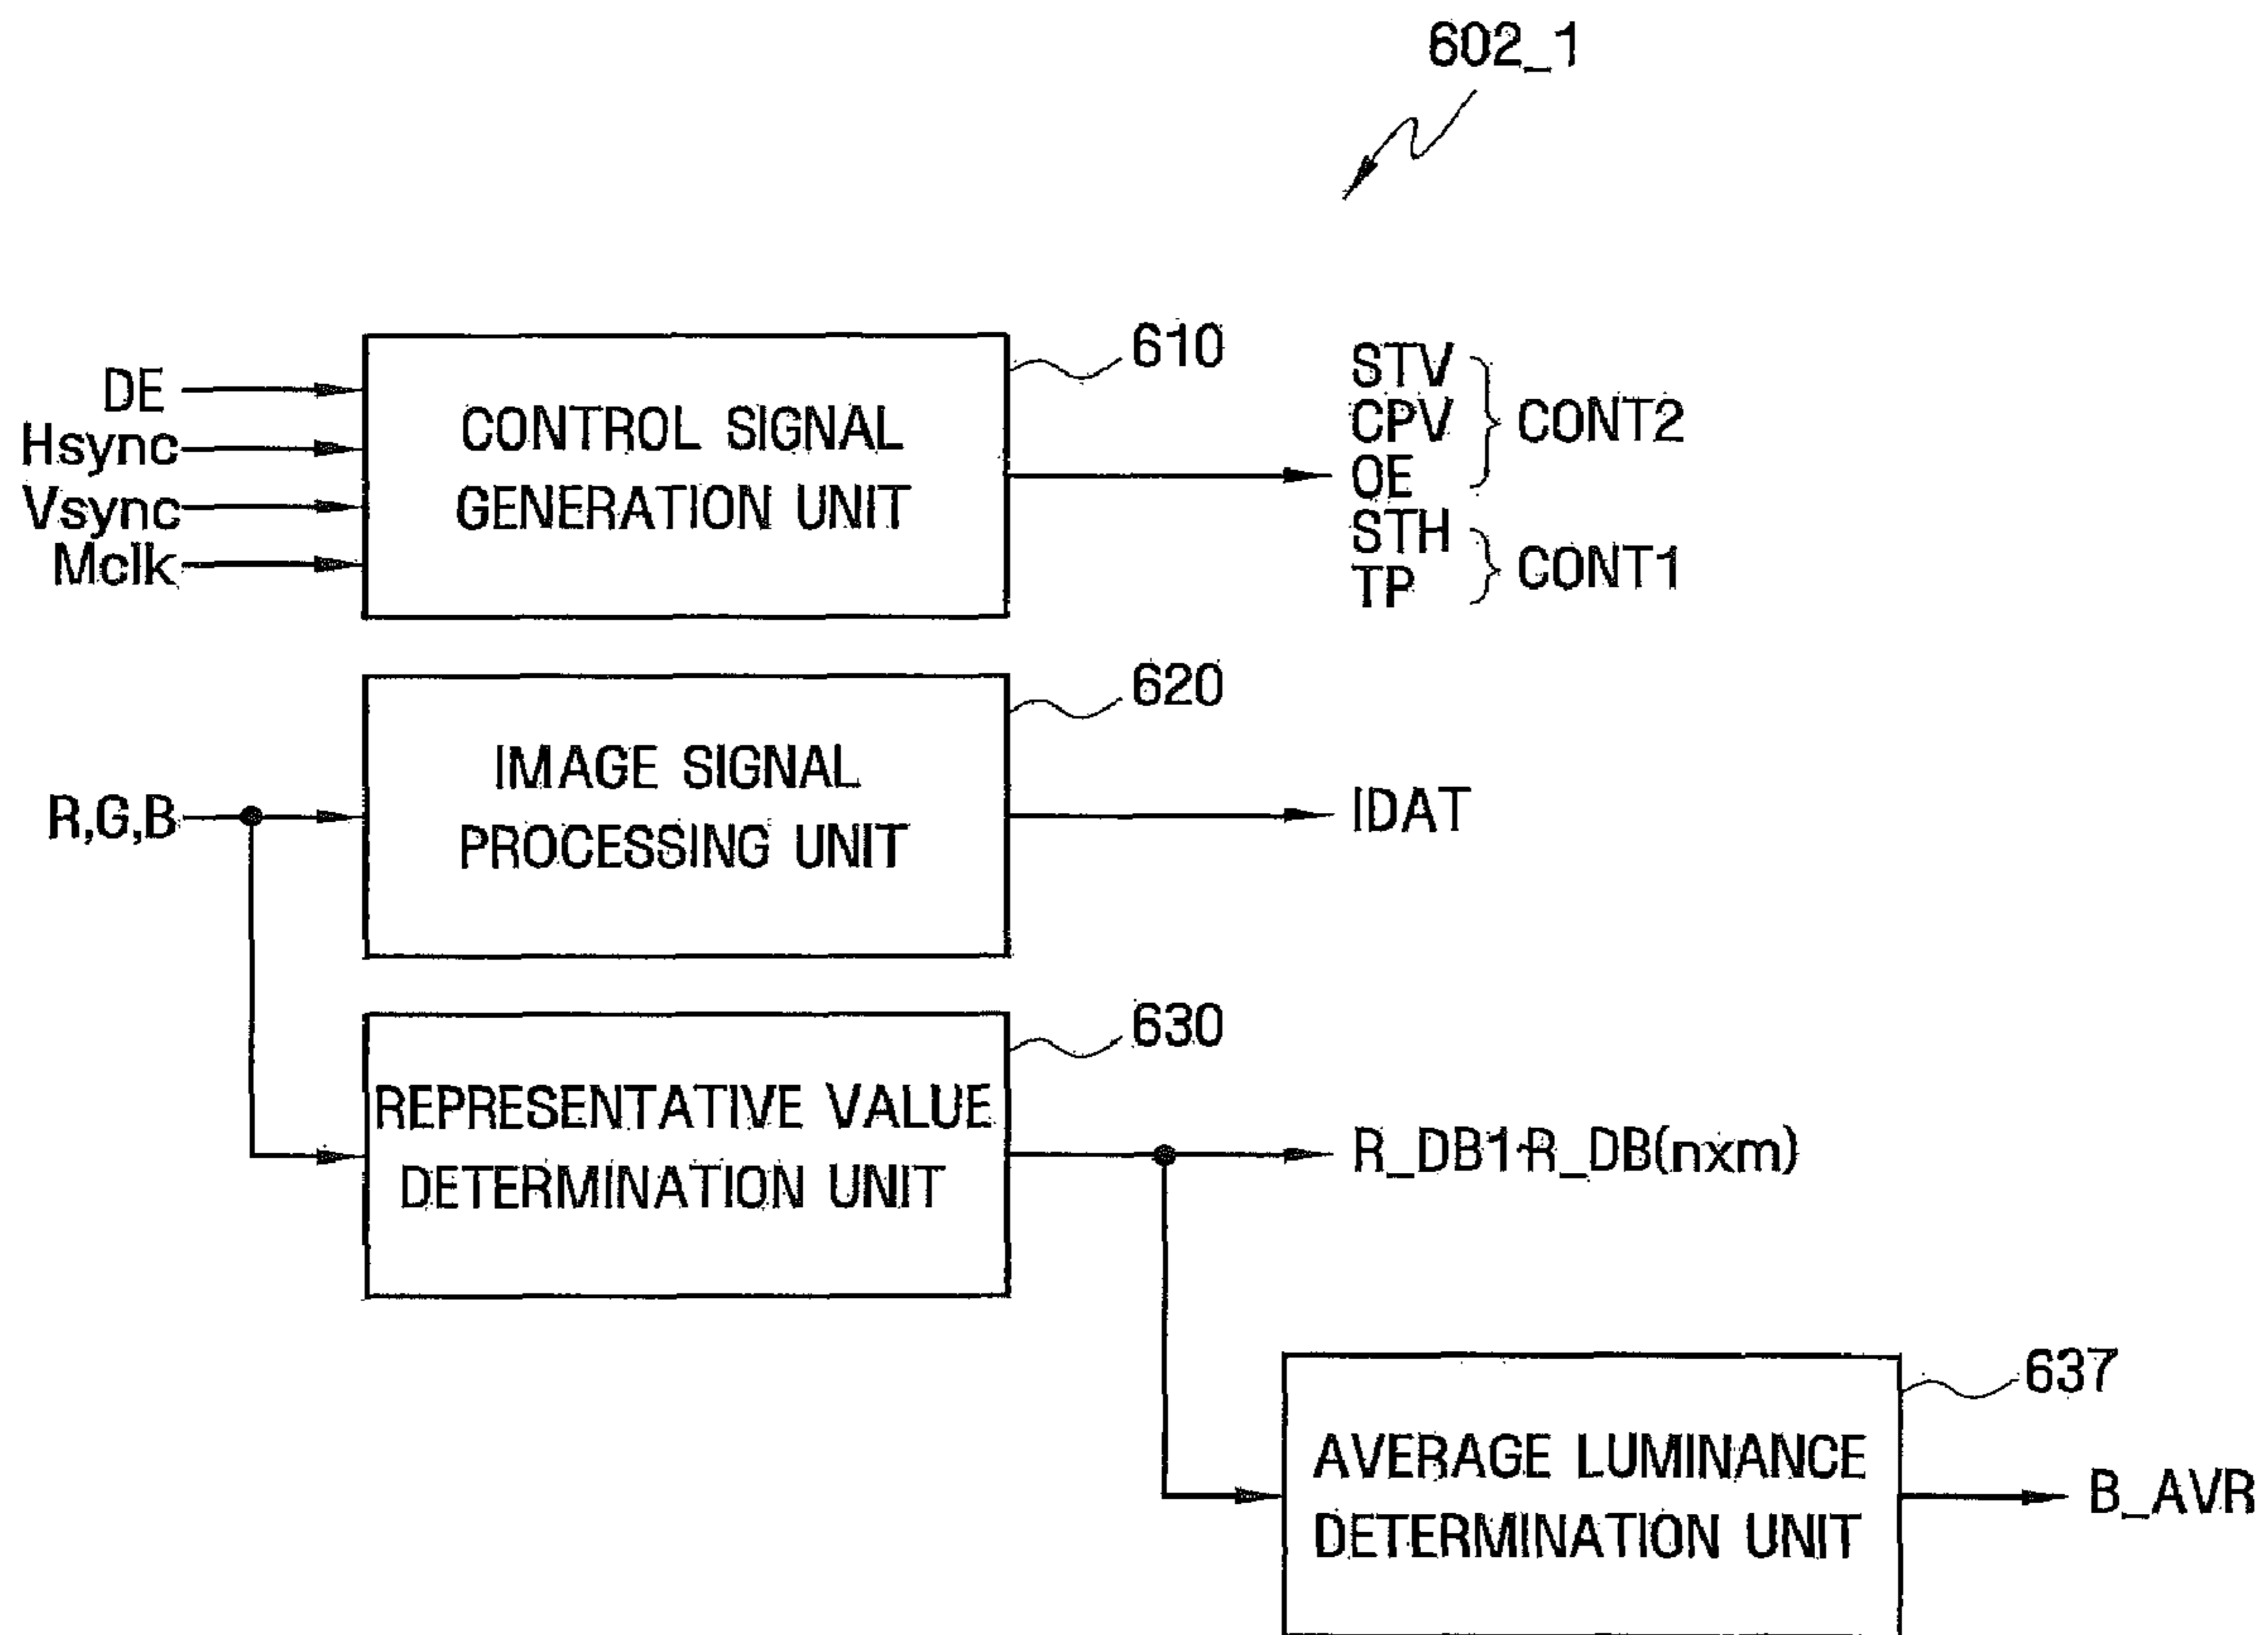 602_1
610
DE
Hsync
Vsync
Mclk
CONTROL SIGNAL
GENERATION UNIT
STV
CPV
OE
CONT2
STH
TP
CONT1
620
R,G,B
IMAGE SIGNAL
PROCESSING UNIT
IDAT
630
REPRESENTATIVE VALUE
DETERMINATION UNIT
R_DB1~R_DB(nxm)
637
AVERAGE LUMINANCE
DETERMINATION UNIT
B_AVR